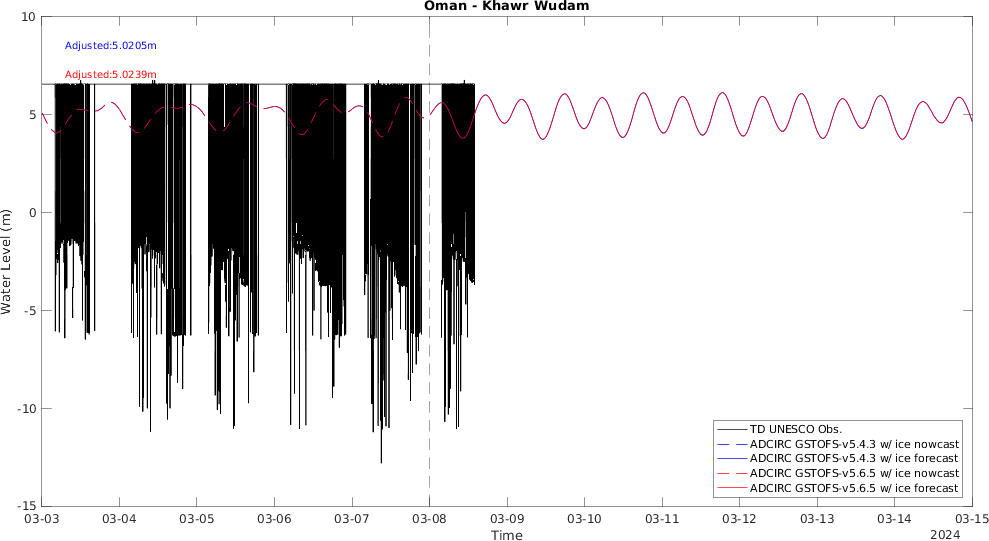 Oman - Khawr Wudam
10
Adjusted:5.0205m
Adjusted:5.0239m
5
0
-5
-10
-15
Water Level (m)
TD UNESCO Obs.
ADCIRC GSTOFS-v5.4.3 w/ ice nowcast
ADCIRC GSTOFS-v5.4.3 w/ ice forecast
ADCIRC GSTOFS-v5.6.5 w/ ice nowcast
ADCIRC GSTOFS-v5.6.5 w/ ice forecast
03-03 03-04 03-05 03-06 03-07 03-08 03-09 03-10 03-11 03-12 03-13 03-14 03-15
Time
2024